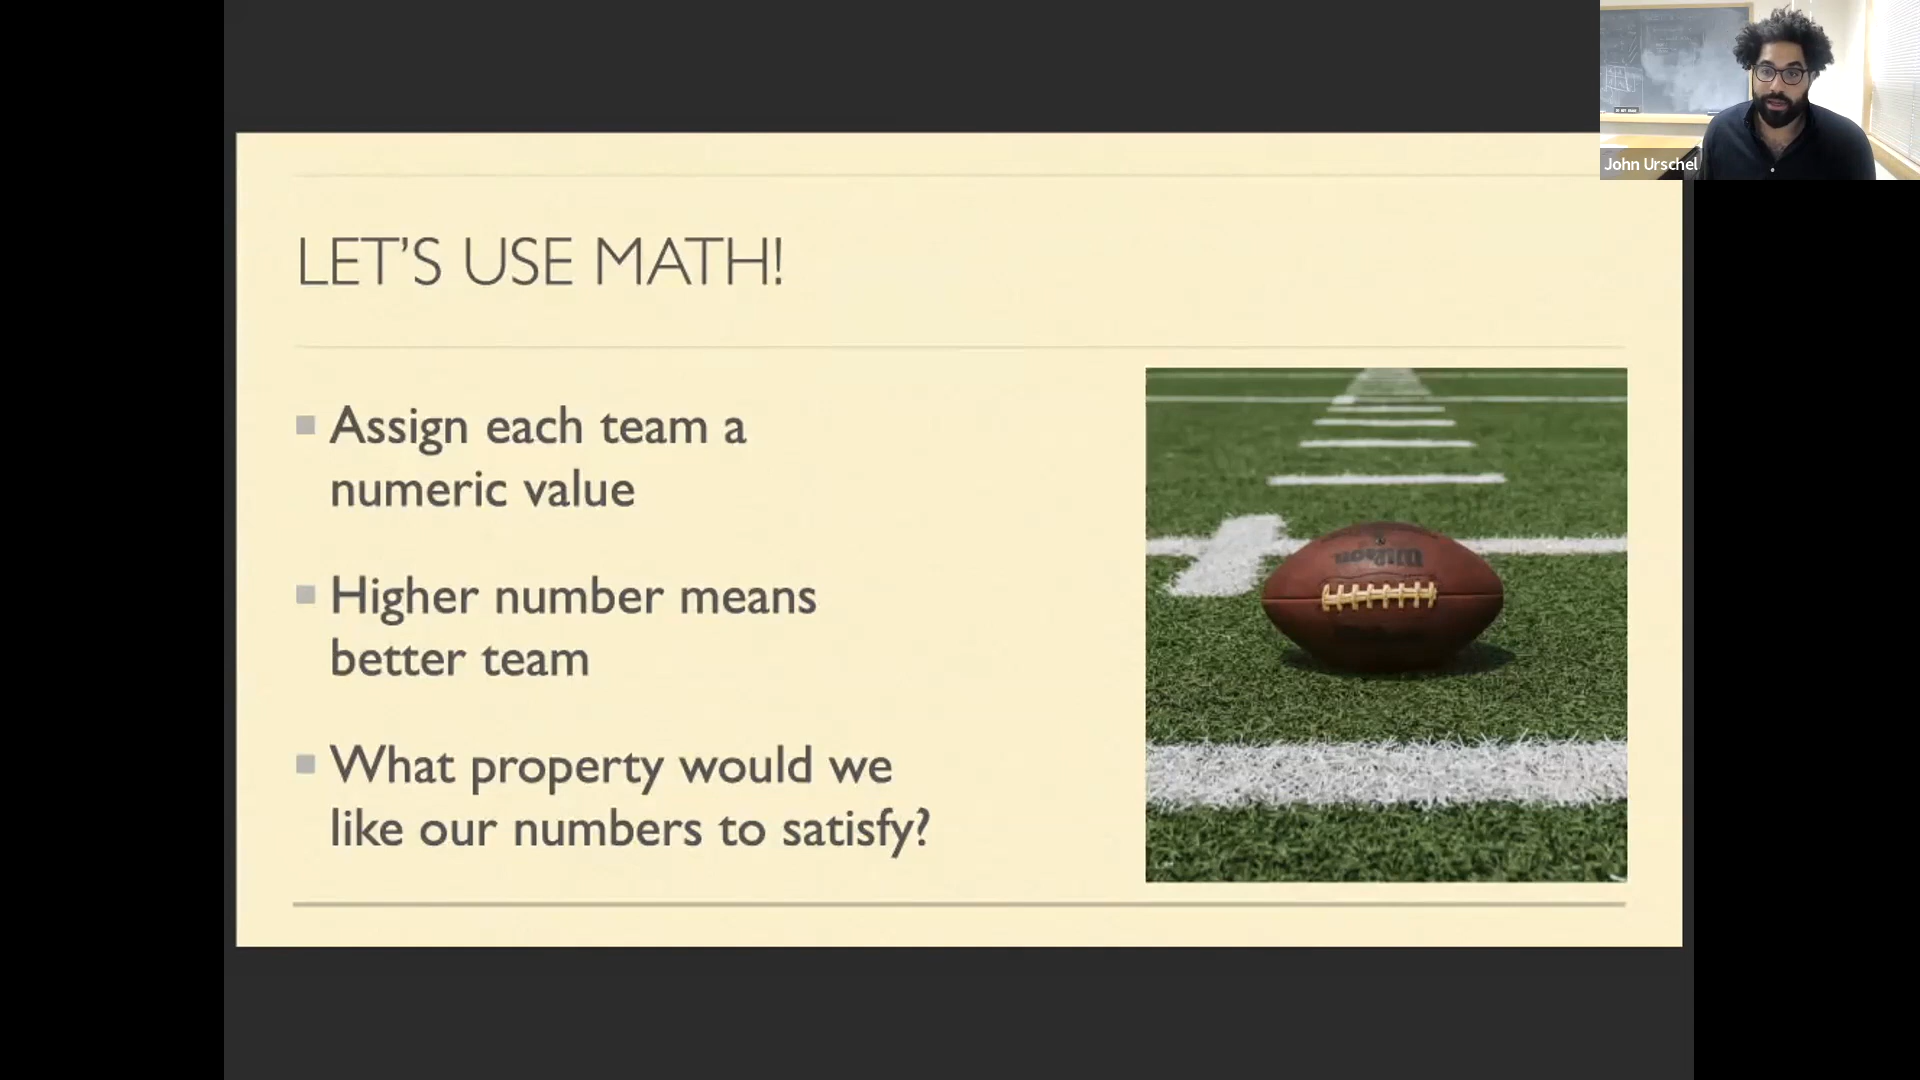 John Urschel
LET'S USE MATH!
Assign each team a
numeric value
Higher number means
better team
What property would we
like our numbers to satisfy?
Wilson